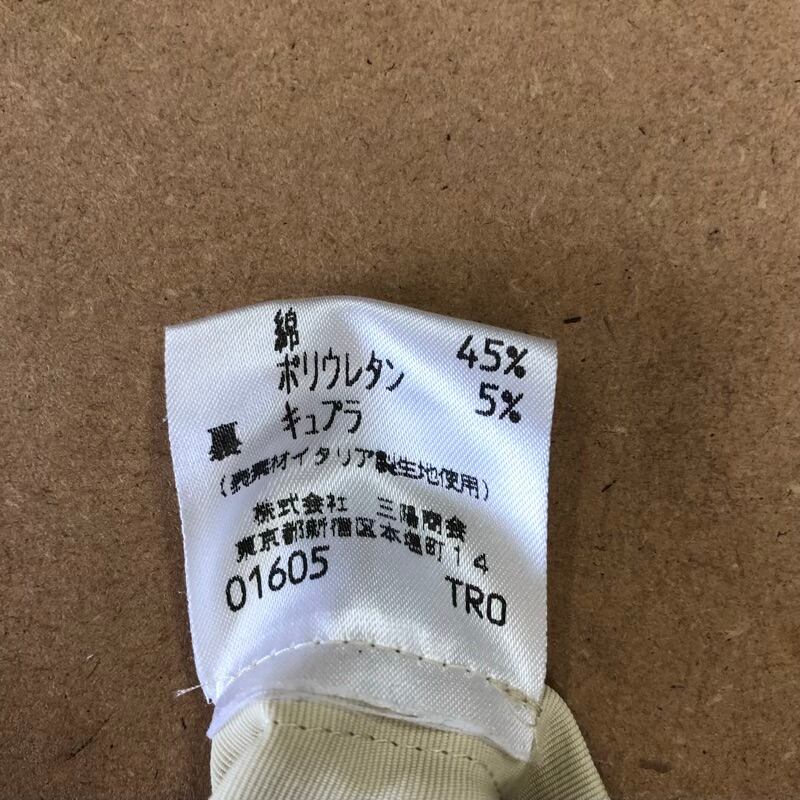 綿 45%
ポリウレタン 5%
裏 キュプラ
(表素材イタリア製生地使用)
株式会社 三陽商会
東京都新宿区本塩町14
01605 TRO